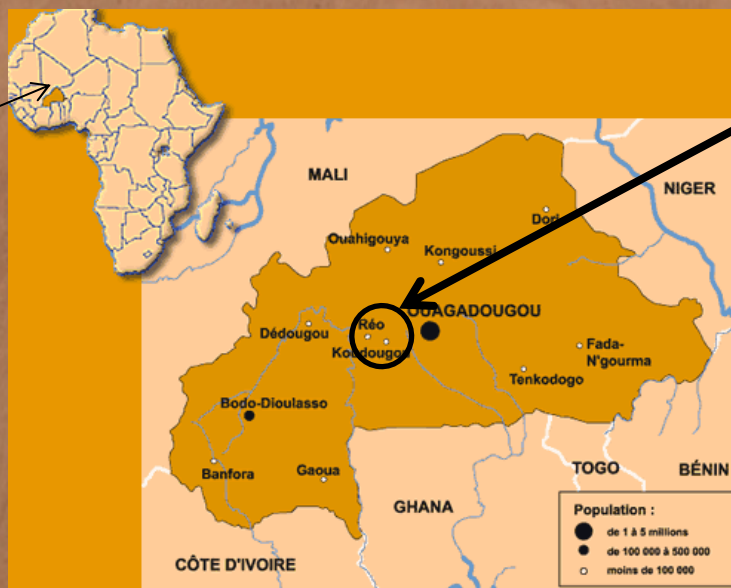 MALI
NIGER
Dori
Ouahigouya
Kongoussi
OUAGADOUGOU
Réo
Dédougou
Koudougou
Fada-
N'gourma
Tenkodogo
Bodo-Dioulasso
Banfora
Gaoua
TOGO
BÉNIN
GHANA
CÔTE D'IVOIRE
Population :
de 1 à 5 millions
de 100 000 à 500 000
moins de 100 000